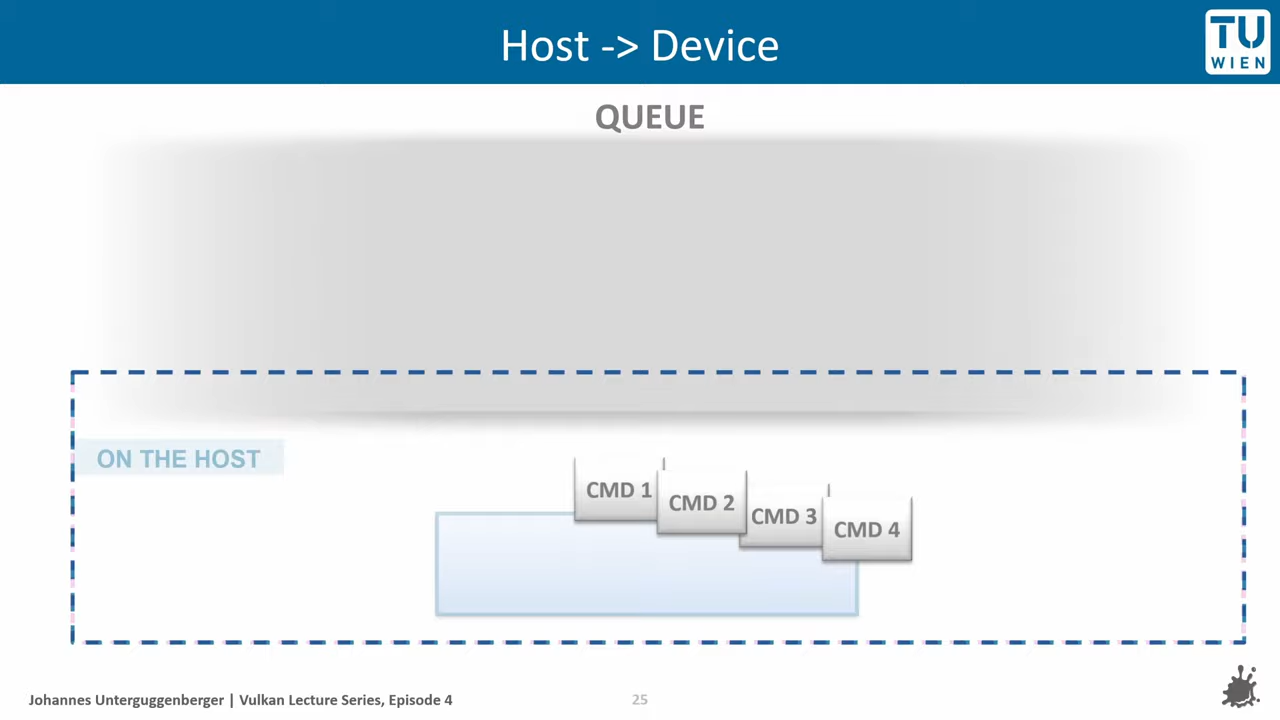 Host -> Device
TU
WIEN
QUEUE
ON THE HOST
CMD 1
CMD 2
CMD 3
CMD 4
Johannes Unterguggenberger | Vulkan Lecture Series, Episode 4
25